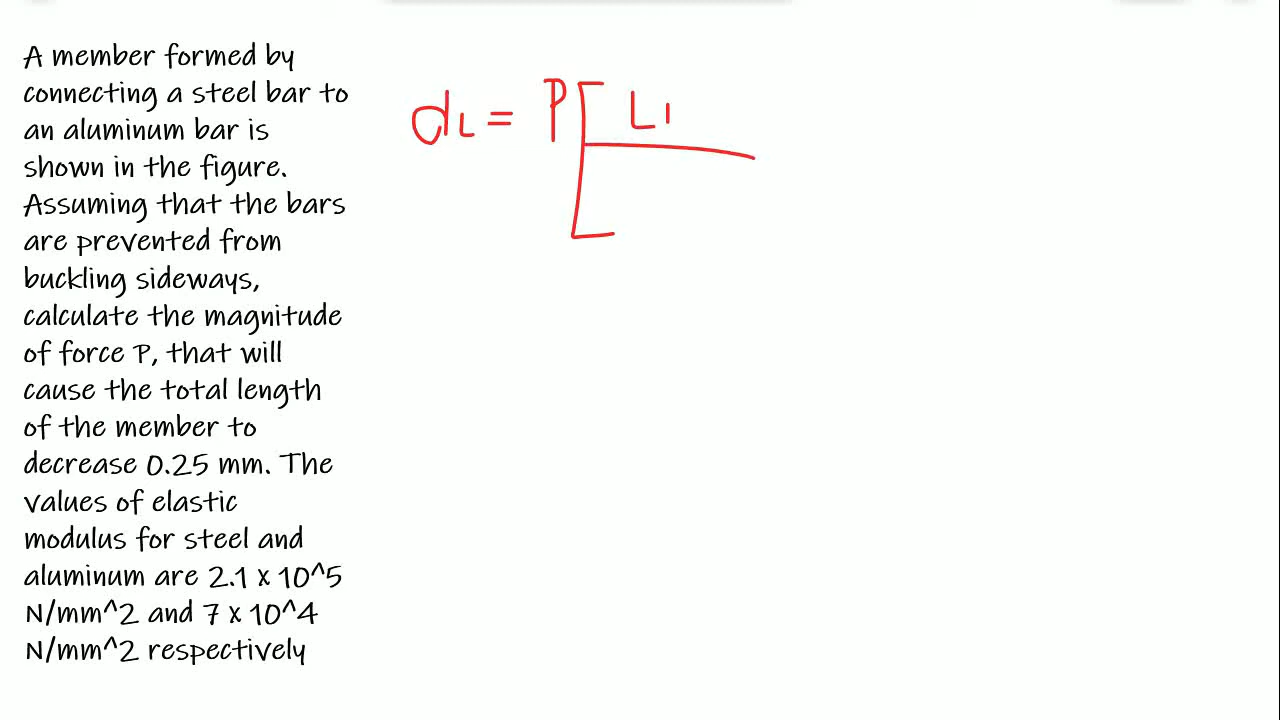 A member formed by
connecting a steel bar to
an aluminum bar is
shown in the figure.
Assuming that the bars
are prevented from
buckling sideways,
calculate the magnitude
of force P, that will
cause the total length
of the member to
decrease 0.25 mm. The
values of elastic
modulus for steel and
aluminum are 2.1 x 10^5
N/mm^2 and 7 x 10^4
N/mm^2 respectively
dL = P [ L1